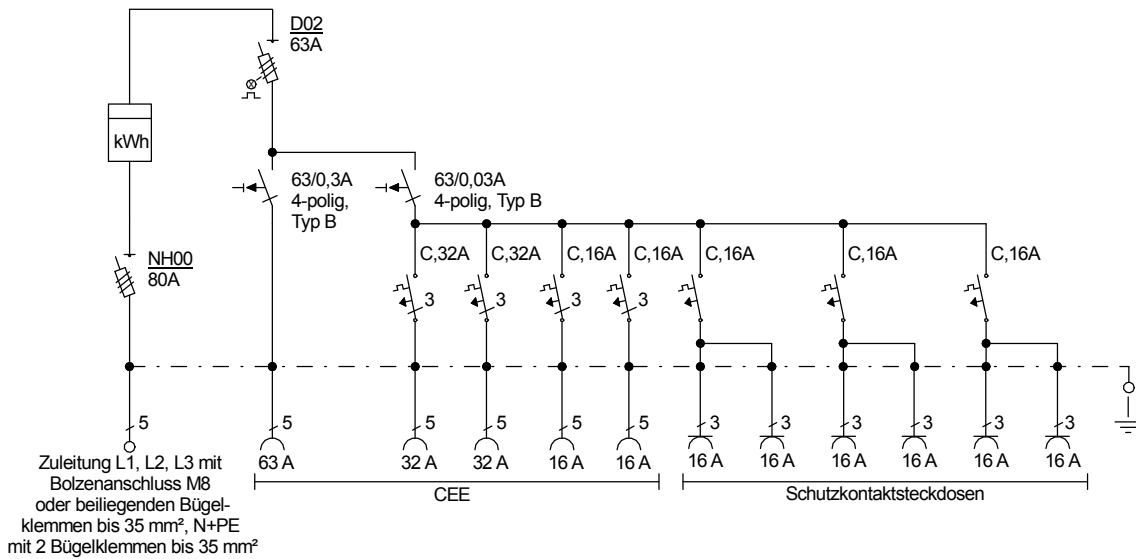 D02
63A
kWh
63/0,3A
4-polig,
Typ B
63/0,03A
4-polig, Typ B
NH00
80A
C,32A
C,32A
C,16A
C,16A
C,16A
C,16A
C,16A
3
3
3
3
5
5
5
5
5
5
3
3
3
3
3
3
63 A
32 A
32 A
16 A
16 A
16 A
16 A
16 A
16 A
16 A
16 A
CEE
Schutzkontaktsteckdosen
Zuleitung L1, L2, L3 mit
Bolzenanschluss M8
oder beiliegenden Bügel-
klemmen bis 35 mm², N+PE
mit 2 Bügelklemmen bis 35 mm²